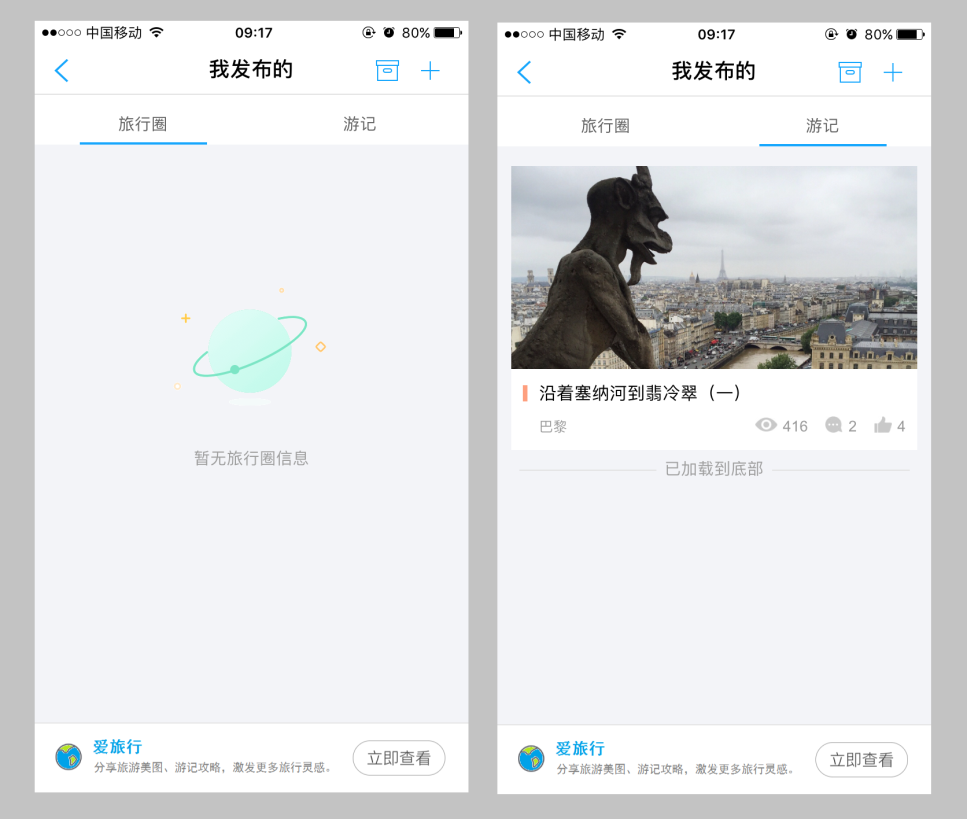 中国移动 09:17 80%
我发布的
旅行圈 游记
暂无旅行圈信息
爱旅行
分享旅游美图、游记攻略，激发更多旅行灵感。
立即查看
中国移动 09:17 80%
我发布的
旅行圈 游记
沿着塞纳河到翡冷翠（一）
巴黎 416 2 4
已加载到底部
爱旅行
分享旅游美图、游记攻略，激发更多旅行灵感。
立即查看